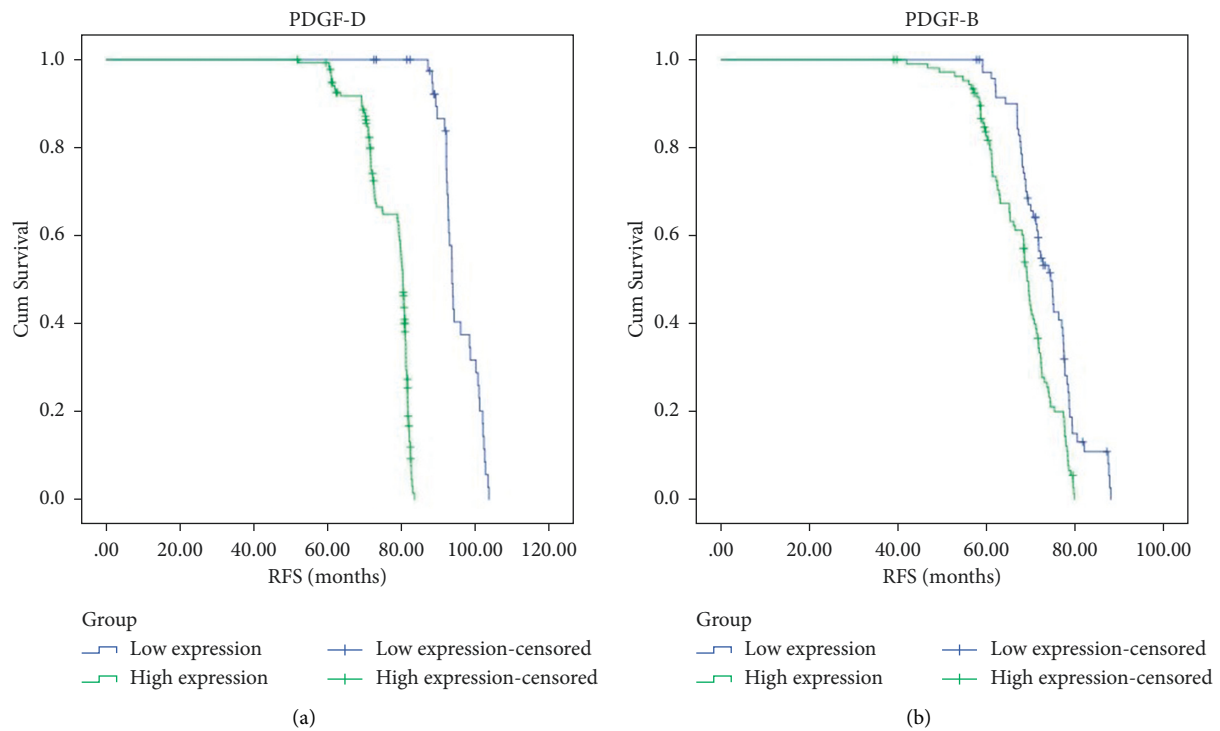 PDGF-D
1.0
0.8
0.6
0.4
0.2
0.0
Cum Survival
.00 20.00 40.00 60.00 80.00 100.00 120.00
RFS (months)
Group
Low expression Low expression-censored
High expression High expression-censored
(a)
PDGF-B
1.0
0.8
0.6
0.4
0.2
0.0
Cum Survival
.00 20.00 40.00 60.00 80.00 100.00
RFS (months)
Group
Low expression Low expression-censored
High expression High expression-censored
(b)